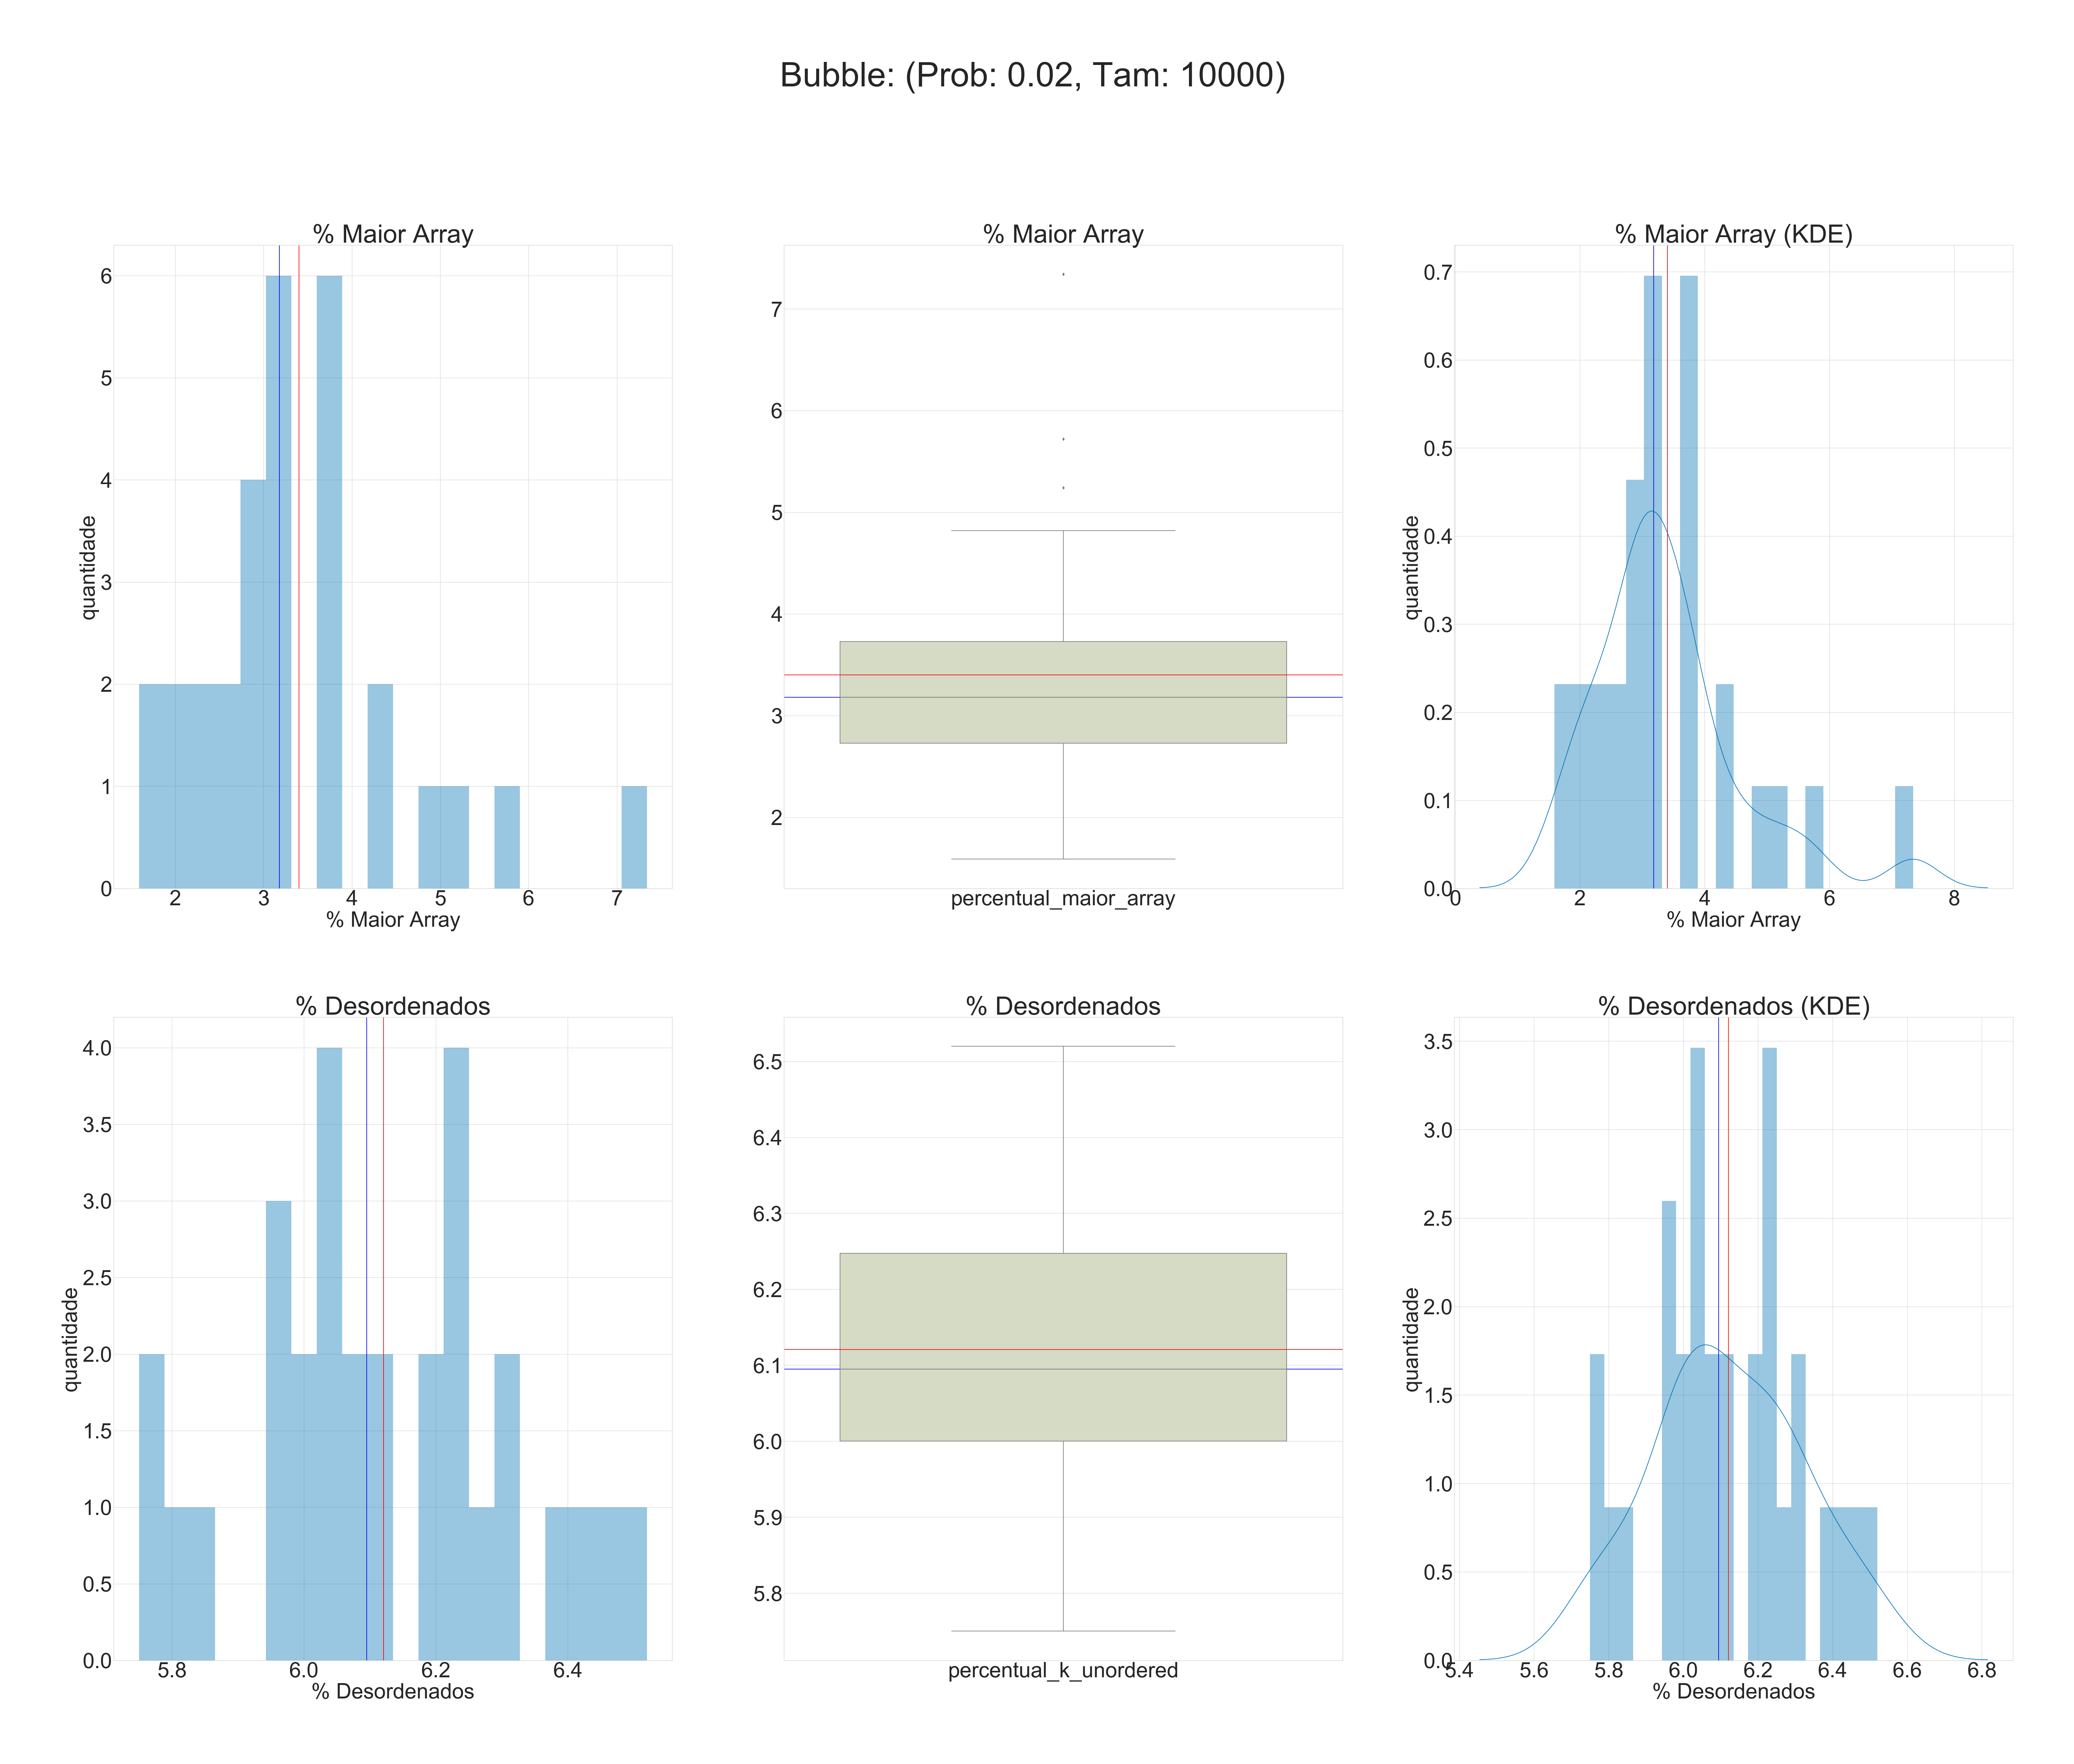 Bubble: (Prob: 0.02, Tam: 10000)
% Maior Array
6
5
4
3
2
1
0
quantidade
2 3 4 5 6 7
% Maior Array
% Maior Array
7
6
5
4
3
2
percentual_maior_array
% Maior Array (KDE)
0.7
0.6
0.5
0.4
0.3
0.2
0.1
0.0
quantidade
0 2 4 6 8
% Maior Array
% Desordenados
4.0
3.5
3.0
2.5
2.0
1.5
1.0
0.5
0.0
quantidade
5.8 6.0 6.2 6.4
% Desordenados
% Desordenados
6.5
6.4
6.3
6.2
6.1
6.0
5.9
5.8
percentual_k_unordered
% Desordenados (KDE)
3.5
3.0
2.5
2.0
1.5
1.0
0.5
0.0
quantidade
5.4 5.6 5.8 6.0 6.2 6.4 6.6 6.8
% Desordenados